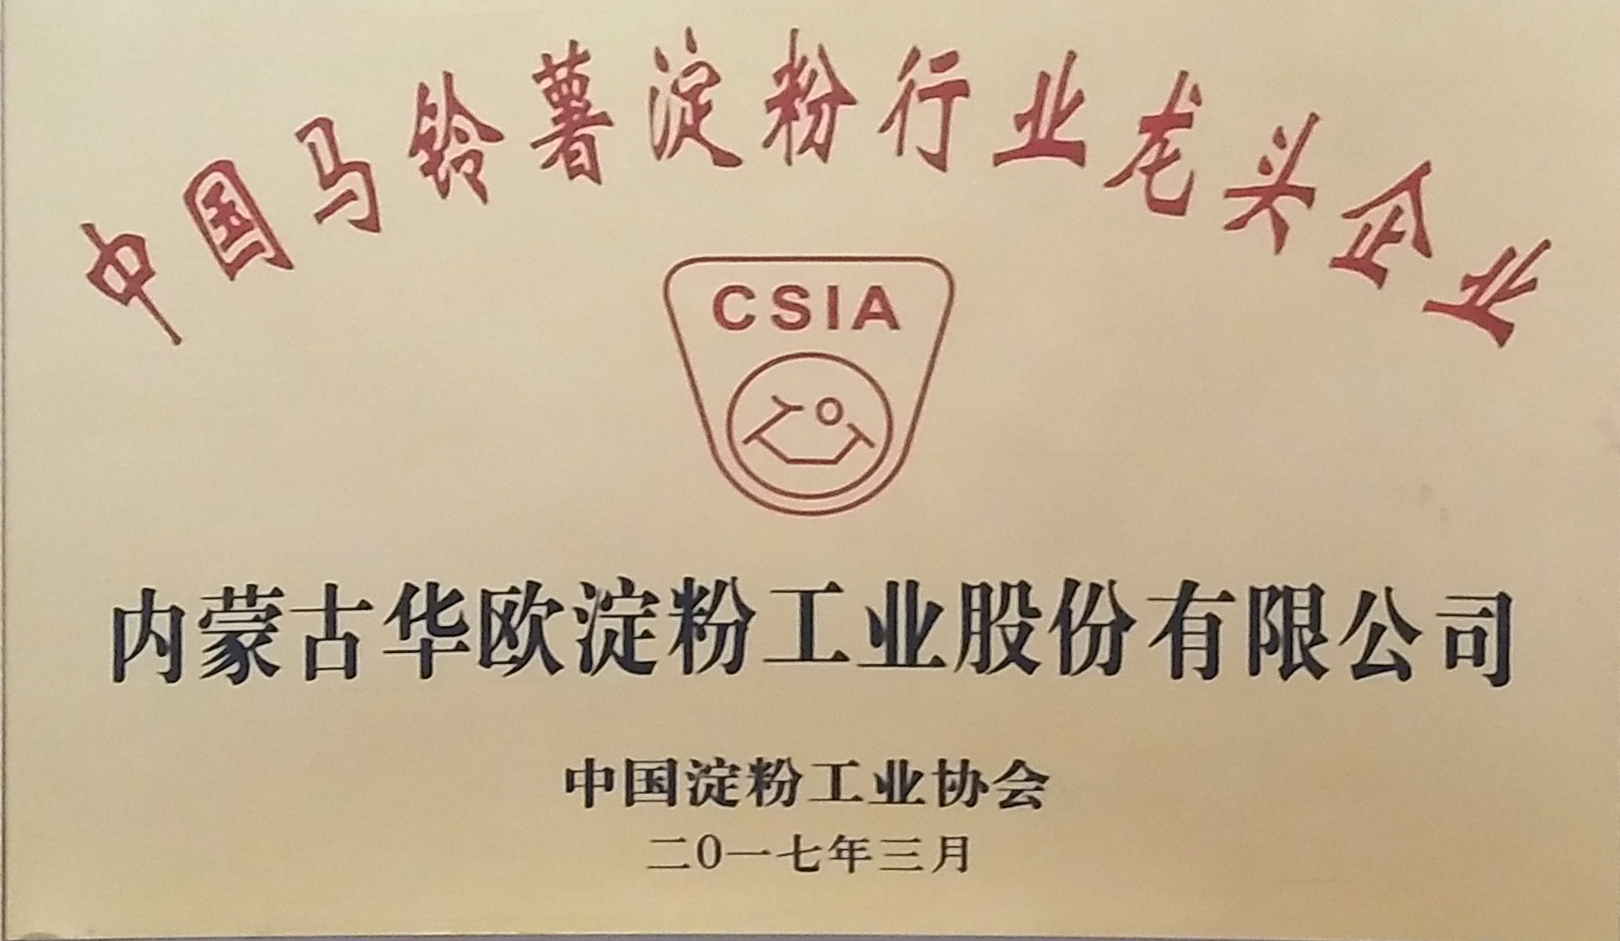 中国马铃薯淀粉行业龙头企业
CSIA
内蒙古华欧淀粉工业股份有限公司
中国淀粉工业协会
二0一七年三月